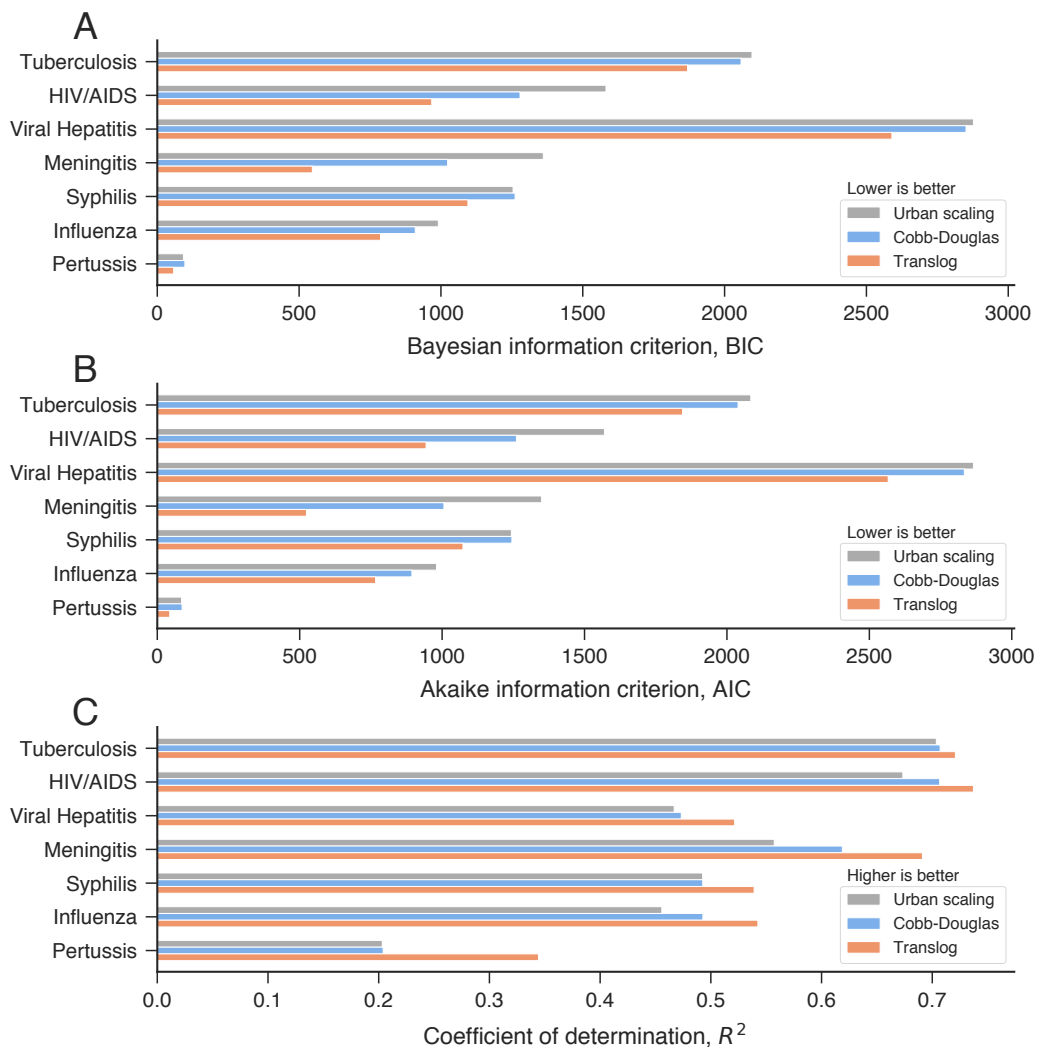 A
Tuberculosis
HIV/AIDS
Viral Hepatitis
Meningitis
Syphilis
Influenza
Pertussis
Lower is better
Urban scaling
Cobb-Douglas
Translog
0 500 1000 1500 2000 2500 3000
Bayesian information criterion, BIC
B
Tuberculosis
HIV/AIDS
Viral Hepatitis
Meningitis
Syphilis
Influenza
Pertussis
Lower is better
Urban scaling
Cobb-Douglas
Translog
0 500 1000 1500 2000 2500 3000
Akaike information criterion, AIC
C
Tuberculosis
HIV/AIDS
Viral Hepatitis
Meningitis
Syphilis
Influenza
Pertussis
Higher is better
Urban scaling
Cobb-Douglas
Translog
0.0 0.1 0.2 0.3 0.4 0.5 0.6 0.7
Coefficient of determination, R²